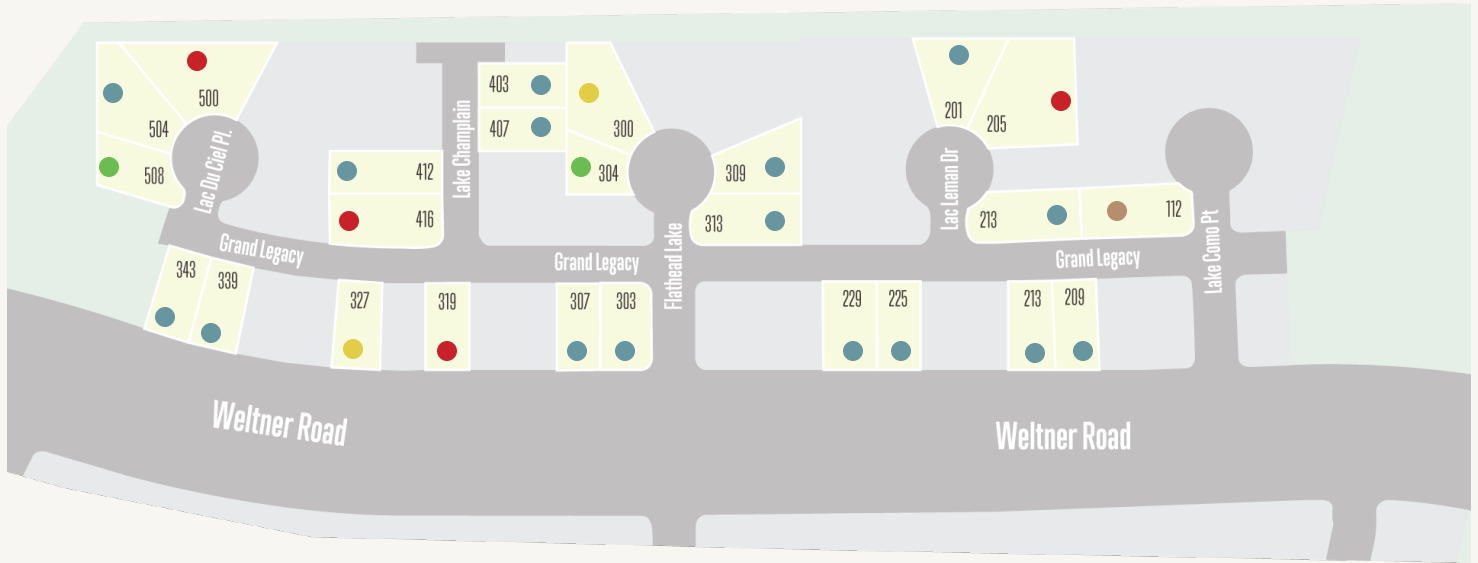 500
504
508
Lac Du Ciel Pl.
Grand Legacy
343
339
412
416
Lake Champlain
403
407
300
304
309
313
Flathead Lake
Grand Legacy
327
319
307
303
201
205
Lac Leman Dr
213
112
Lake Como Pt
Grand Legacy
229
225
213
209
Weltner Road
Weltner Road